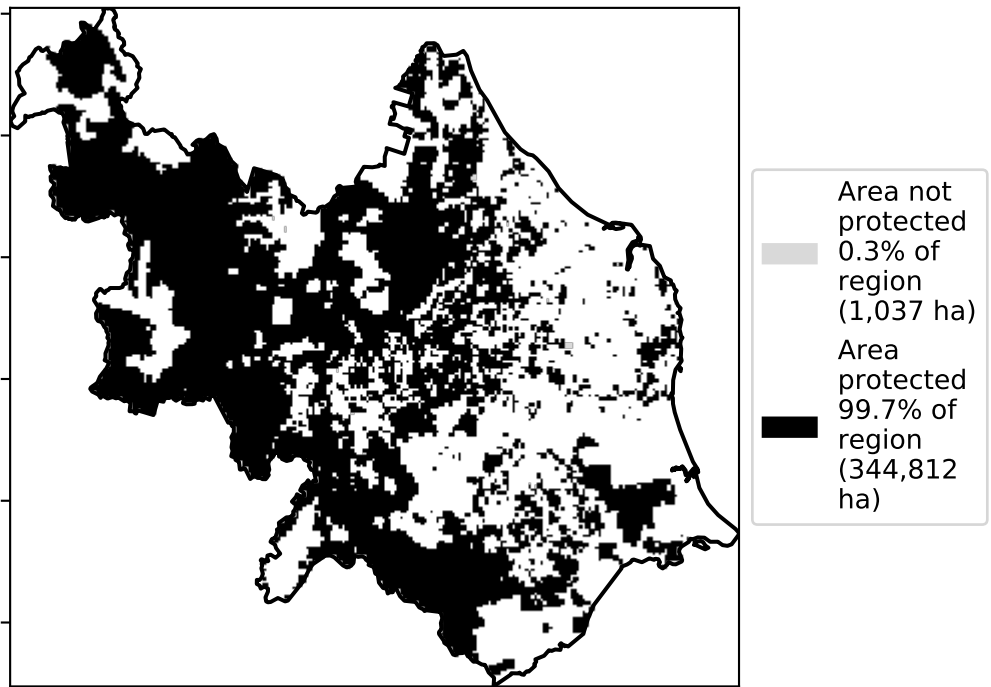 Area not
protected
0.3% of
region
(1,037 ha)
Area
protected
99.7% of
region
(344,812
ha)